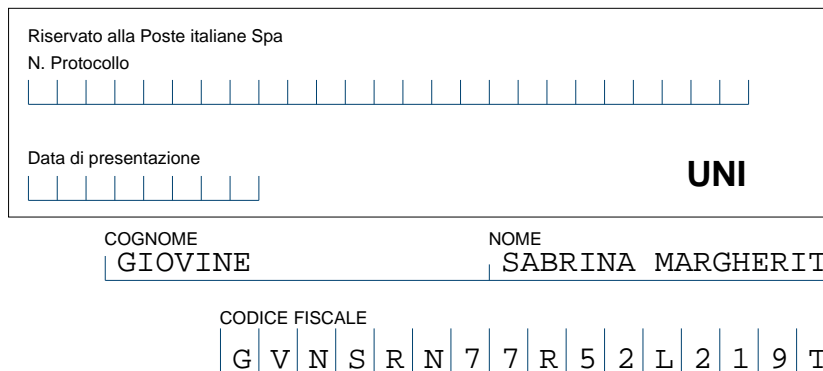 Riservato alla Poste italiane Spa
N. Protocollo
Data di presentazione
UNI
COGNOME NOME
GIOVINE SABRINA MARGHERIT
CODICE FISCALE
G V N S R N 7 7 R 5 2 L 2 1 9 T